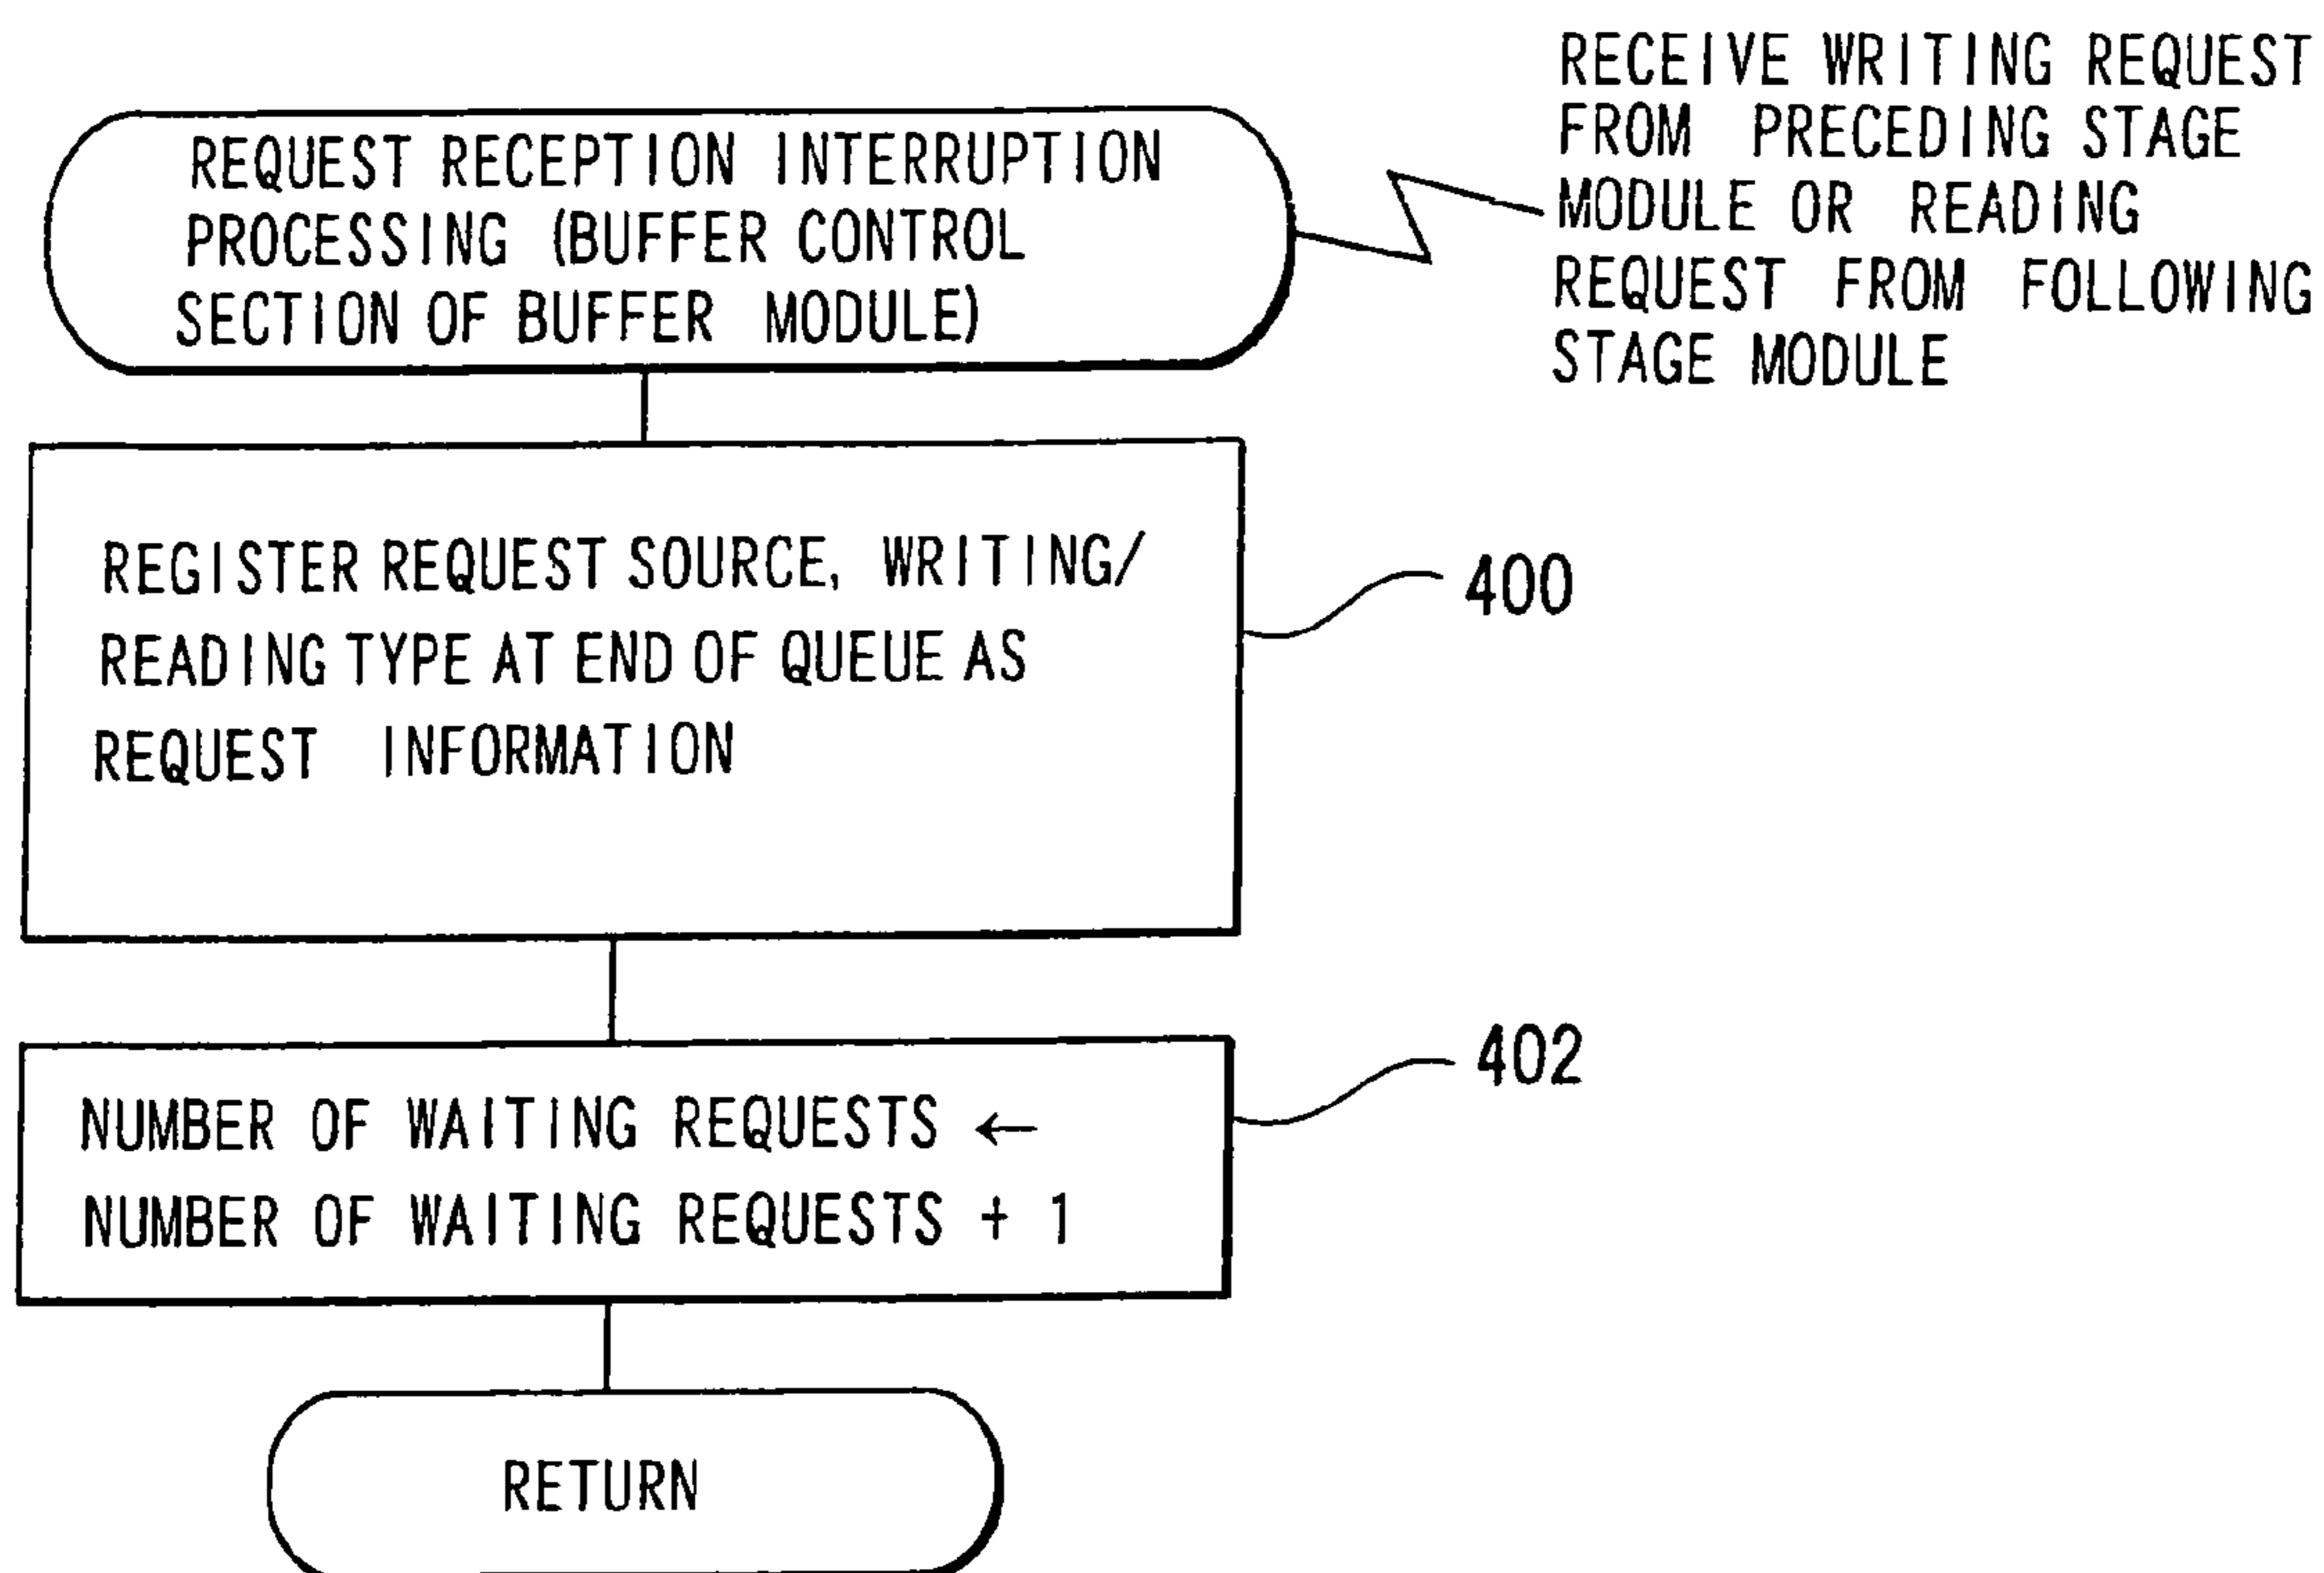 REQUEST RECEPTION INTERRUPTION
PROCESSING (BUFFER CONTROL
SECTION OF BUFFER MODULE)
RECEIVE WRITING REQUEST
FROM PRECEDING STAGE
MODULE OR READING
REQUEST FROM FOLLOWING
STAGE MODULE
REGISTER REQUEST SOURCE, WRITING/
READING TYPE AT END OF QUEUE AS
REQUEST INFORMATION
400
NUMBER OF WAITING REQUESTS ←
NUMBER OF WAITING REQUESTS + 1
402
RETURN